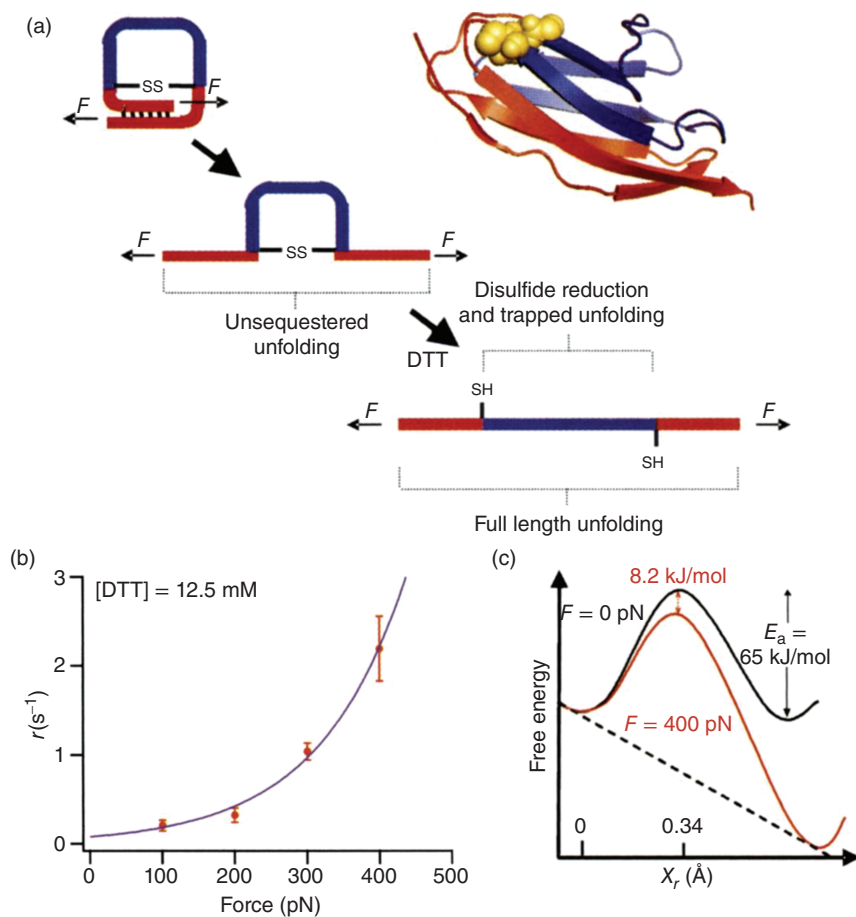 (a)
SS
F
F
F
SS
F
Unsequestered
unfolding
Disulfide reduction
and trapped unfolding
DTT
SH
F
F
SH
Full length unfolding
(b)
[DTT] = 12.5 mM
r(s⁻¹)
3
2
1
0
0 100 200 300 400 500
Force (pN)
(c)
8.2 kJ/mol
F = 0 pN
Eₐ =
65 kJ/mol
F = 400 pN
Free energy
0 0.34
Xᵣ (Å)